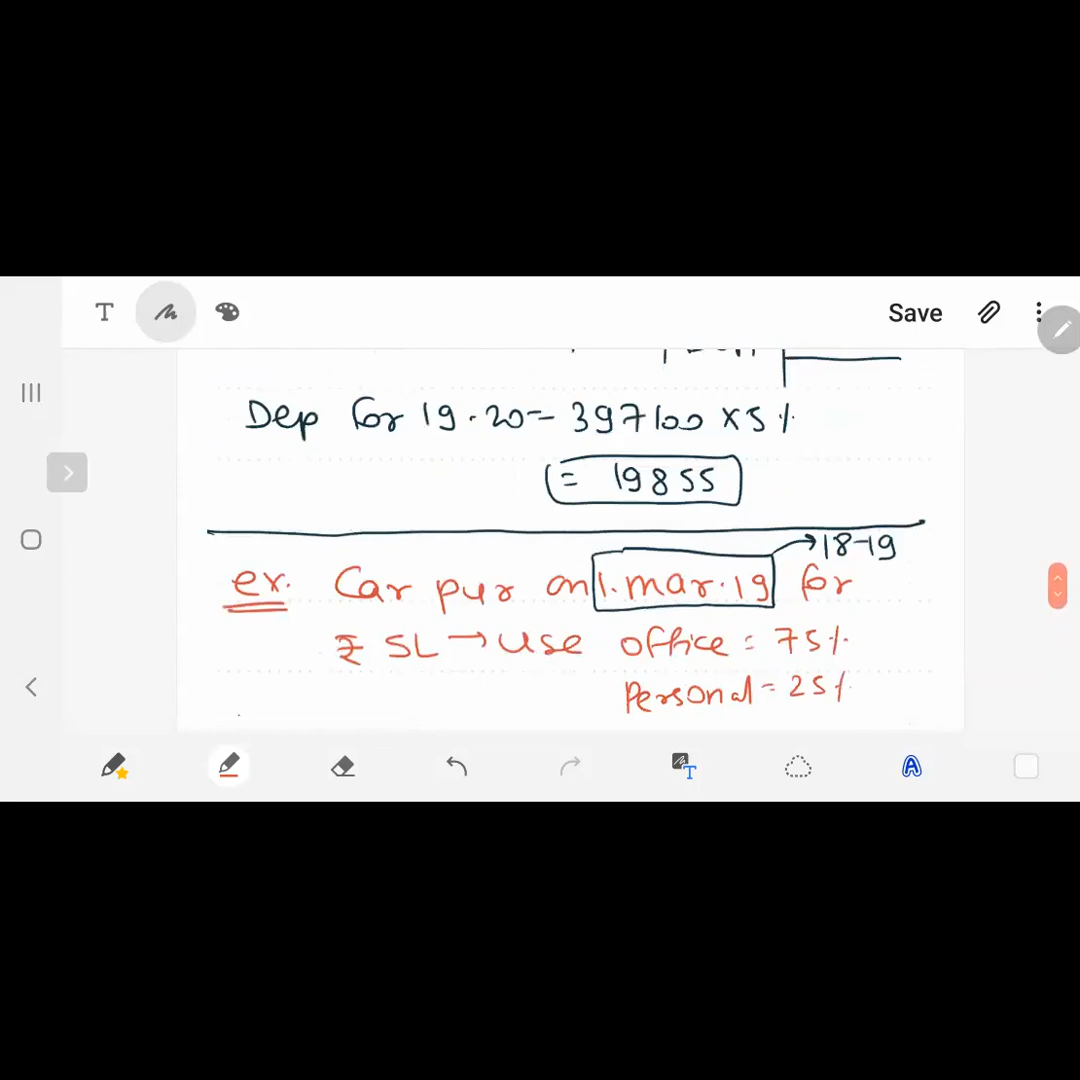 T Save
Dep for 19.20= 397100 x 5%
= 19855
18-19
ex. Car pur on 1.mar.19 for
₹ 5L → use office = 75%
Personal = 25%
T A